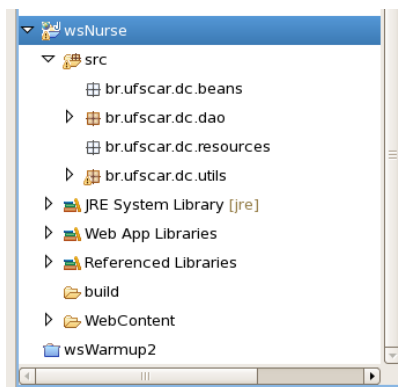 wsNurse
src
br.ufscar.dc.beans
br.ufscar.dc.dao
br.ufscar.dc.resources
br.ufscar.dc.utils
JRE System Library [jre]
Web App Libraries
Referenced Libraries
build
WebContent
wsWarmup2